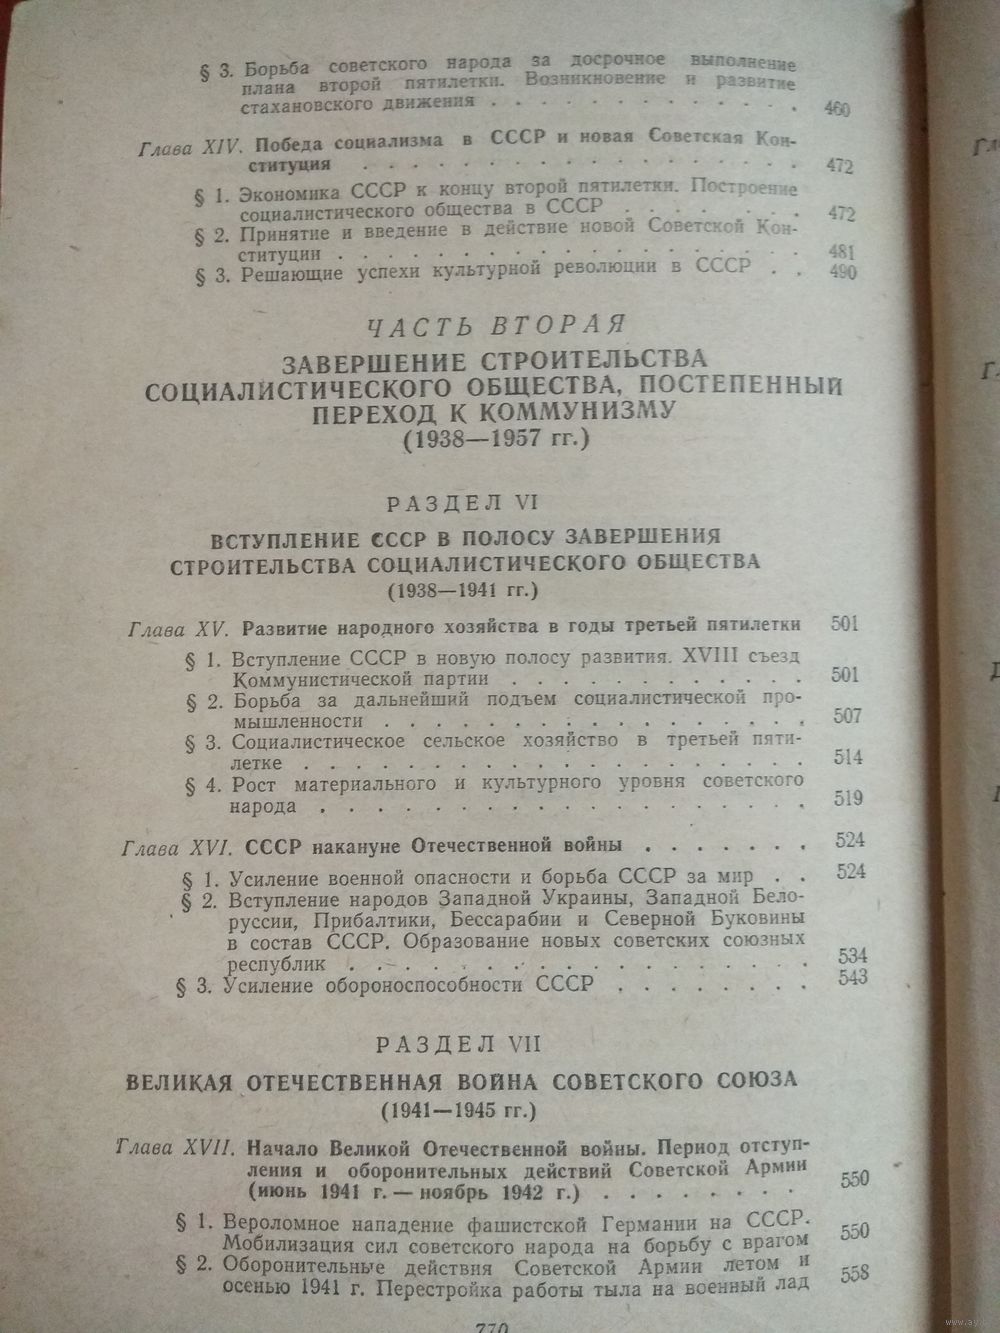 § 3. Борьба советского народа за досрочное выполнение
плана второй пятилетки. Возникновение и развитие
стахановского движения . . . . . . . . . . . . 460
Глава XIV. Победа социализма в СССР и новая Советская Кон-
ституция . . . . . . . . . . . . . . . . . 472
§ 1. Экономика СССР к концу второй пятилетки. Построение
социалистического общества в СССР . . . . . . . 472
§ 2. Принятие и введение в действие новой Советской Кон-
ституции . . . . . . . . . . . . . . . . . . 481
§ 3. Решающие успехи культурной революции в СССР . . 490
ЧАСТЬ ВТОРАЯ
ЗАВЕРШЕНИЕ СТРОИТЕЛЬСТВА
СОЦИАЛИСТИЧЕСКОГО ОБЩЕСТВА, ПОСТЕПЕННЫЙ
ПЕРЕХОД К КОММУНИЗМУ
(1938—1957 гг.)
РАЗДЕЛ VI
ВСТУПЛЕНИЕ СССР В ПОЛОСУ ЗАВЕРШЕНИЯ
СТРОИТЕЛЬСТВА СОЦИАЛИСТИЧЕСКОГО ОБЩЕСТВА
(1938—1941 гг.)
Глава XV. Развитие народного хозяйства в годы третьей пятилетки 501
§ 1. Вступление СССР в новую полосу развития. XVIII съезд
Коммунистической партии . . . . . . . . . . . . 501
§ 2. Борьба за дальнейший подъем социалистической про-
мышленности . . . . . . . . . . . . . . . . . 507
§ 3. Социалистическое сельское хозяйство в третьей пяти-
летке . . . . . . . . . . . . . . . . . . . . 514
§ 4. Рост материального и культурного уровня советского
народа . . . . . . . . . . . . . . . . . . . 519
Глава XVI. СССР накануне Отечественной войны . . . . . . . 524
§ 1. Усиление военной опасности и борьба СССР за мир . . 524
§ 2. Вступление народов Западной Украины, Западной Бело-
руссии, Прибалтики, Бессарабии и Северной Буковины
в состав СССР. Образование новых советских союзных
республик . . . . . . . . . . . . . . . . . . 534
§ 3. Усиление обороноспособности СССР . . . . . . . . 543
РАЗДЕЛ VII
ВЕЛИКАЯ ОТЕЧЕСТВЕННАЯ ВОЙНА СОВЕТСКОГО СОЮЗА
(1941—1945 гг.)
Глава XVII. Начало Великой Отечественной войны. Период отступ-
ления и оборонительных действий Советской Армии
(июнь 1941 г. — ноябрь 1942 г.) . . . . . . . . 550
§ 1. Вероломное нападение фашистской Германии на СССР.
Мобилизация сил советского народа на борьбу с врагом 550
§ 2. Оборонительные действия Советской Армии летом и
осенью 1941 г. Перестройка работы тыла на военный лад 558
770